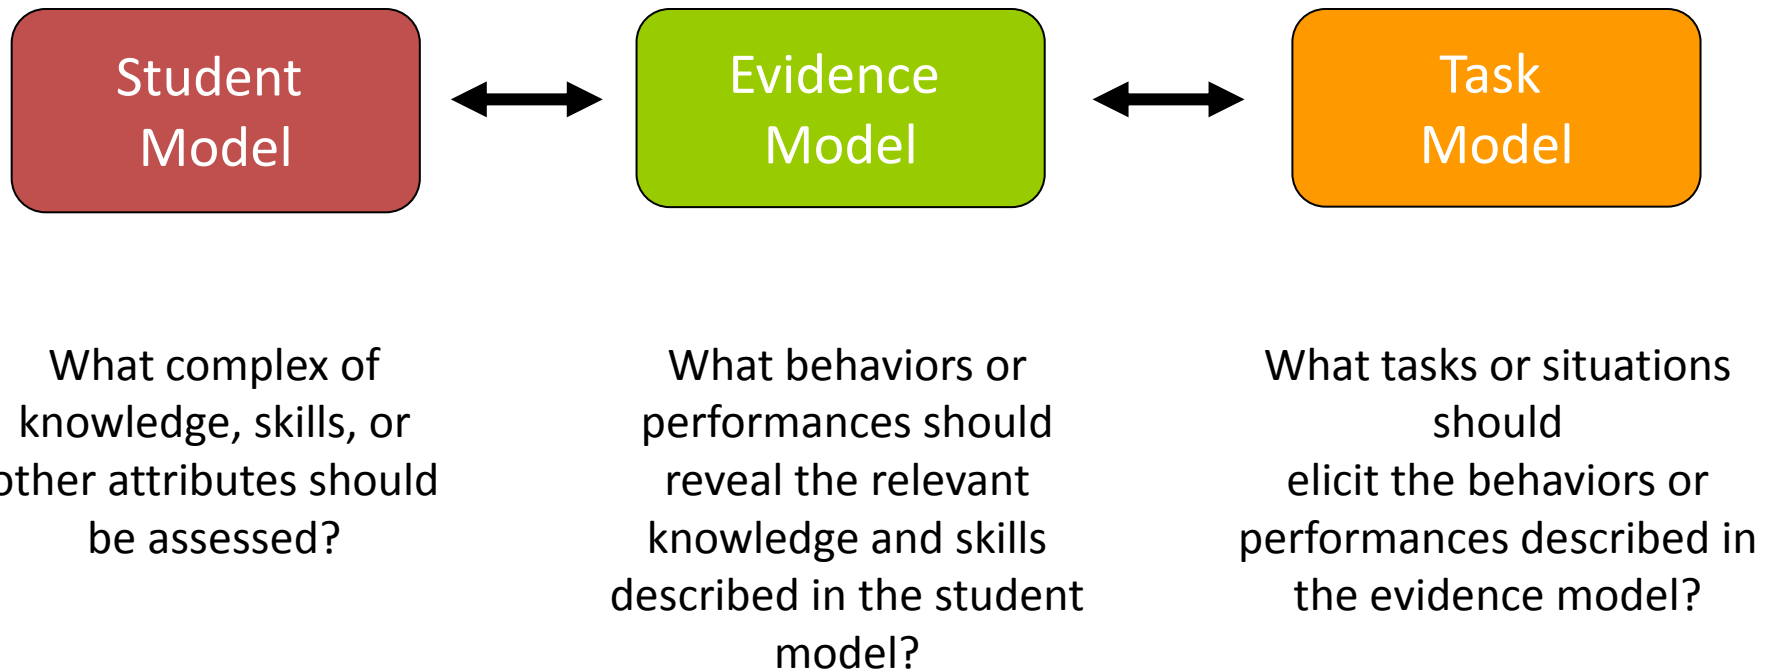 Student
Model
Evidence
Model
Task
Model
What complex of
knowledge, skills, or
other attributes should
be assessed?
What behaviors or
performances should
reveal the relevant
knowledge and skills
described in the student
model?
What tasks or situations
should
elicit the behaviors or
performances described in
the evidence model?